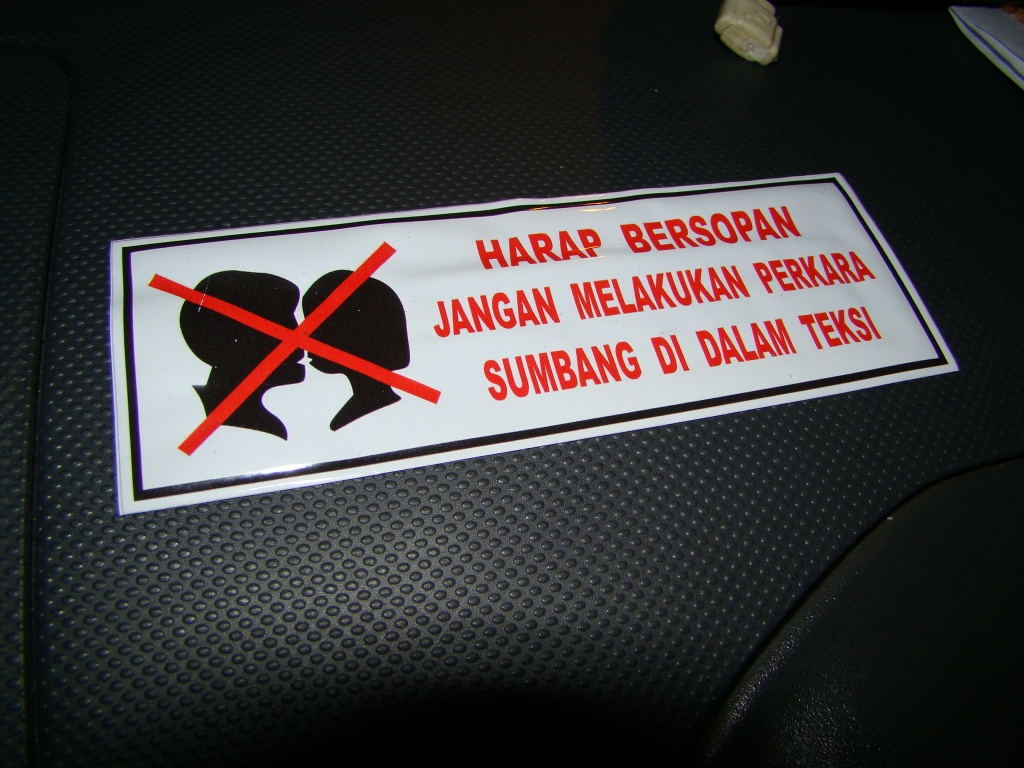 HARAP BERSOPAN
JANGAN MELAKUKAN PERKARA
SUMBANG DI DALAM TEKSI